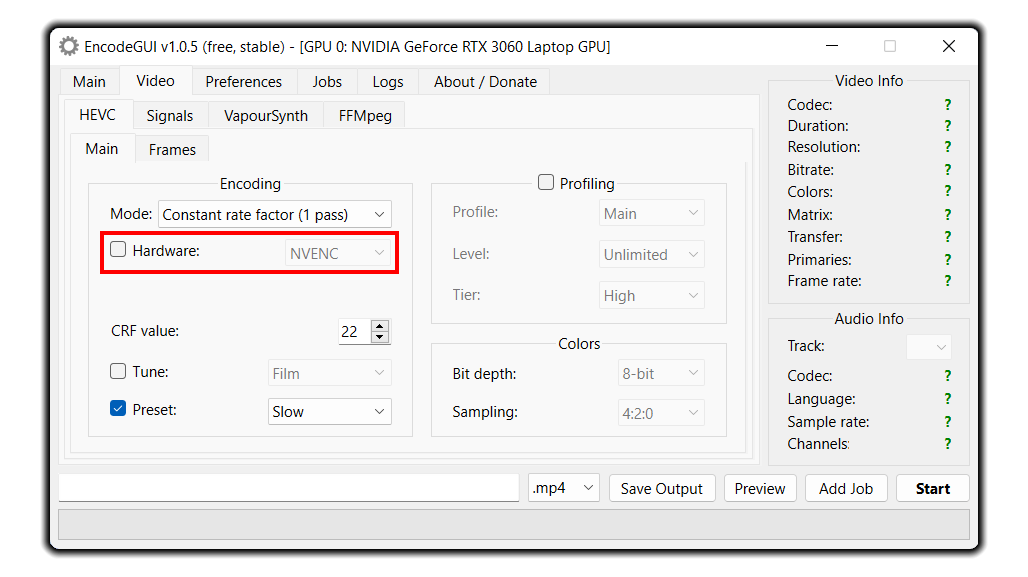 EncodeGUI v1.0.5 (free, stable) - [GPU 0: NVIDIA GeForce RTX 3060 Laptop GPU]
Main Video Preferences Jobs Logs About / Donate
HEVC Signals VapourSynth FFMpeg
Main Frames
Encoding
Mode: Constant rate factor (1 pass)
Hardware: NVENC
CRF value: 22
Tune: Film
Preset: Slow
Profiling
Profile: Main
Level: Unlimited
Tier: High
Colors
Bit depth: 8-bit
Sampling: 4:2:0
Video Info
Codec: ?
Duration: ?
Resolution: ?
Bitrate: ?
Colors: ?
Matrix: ?
Transfer: ?
Primaries: ?
Frame rate: ?
Audio Info
Track:
Codec: ?
Language: ?
Sample rate: ?
Channels: ?
.mp4 Save Output Preview Add Job Start